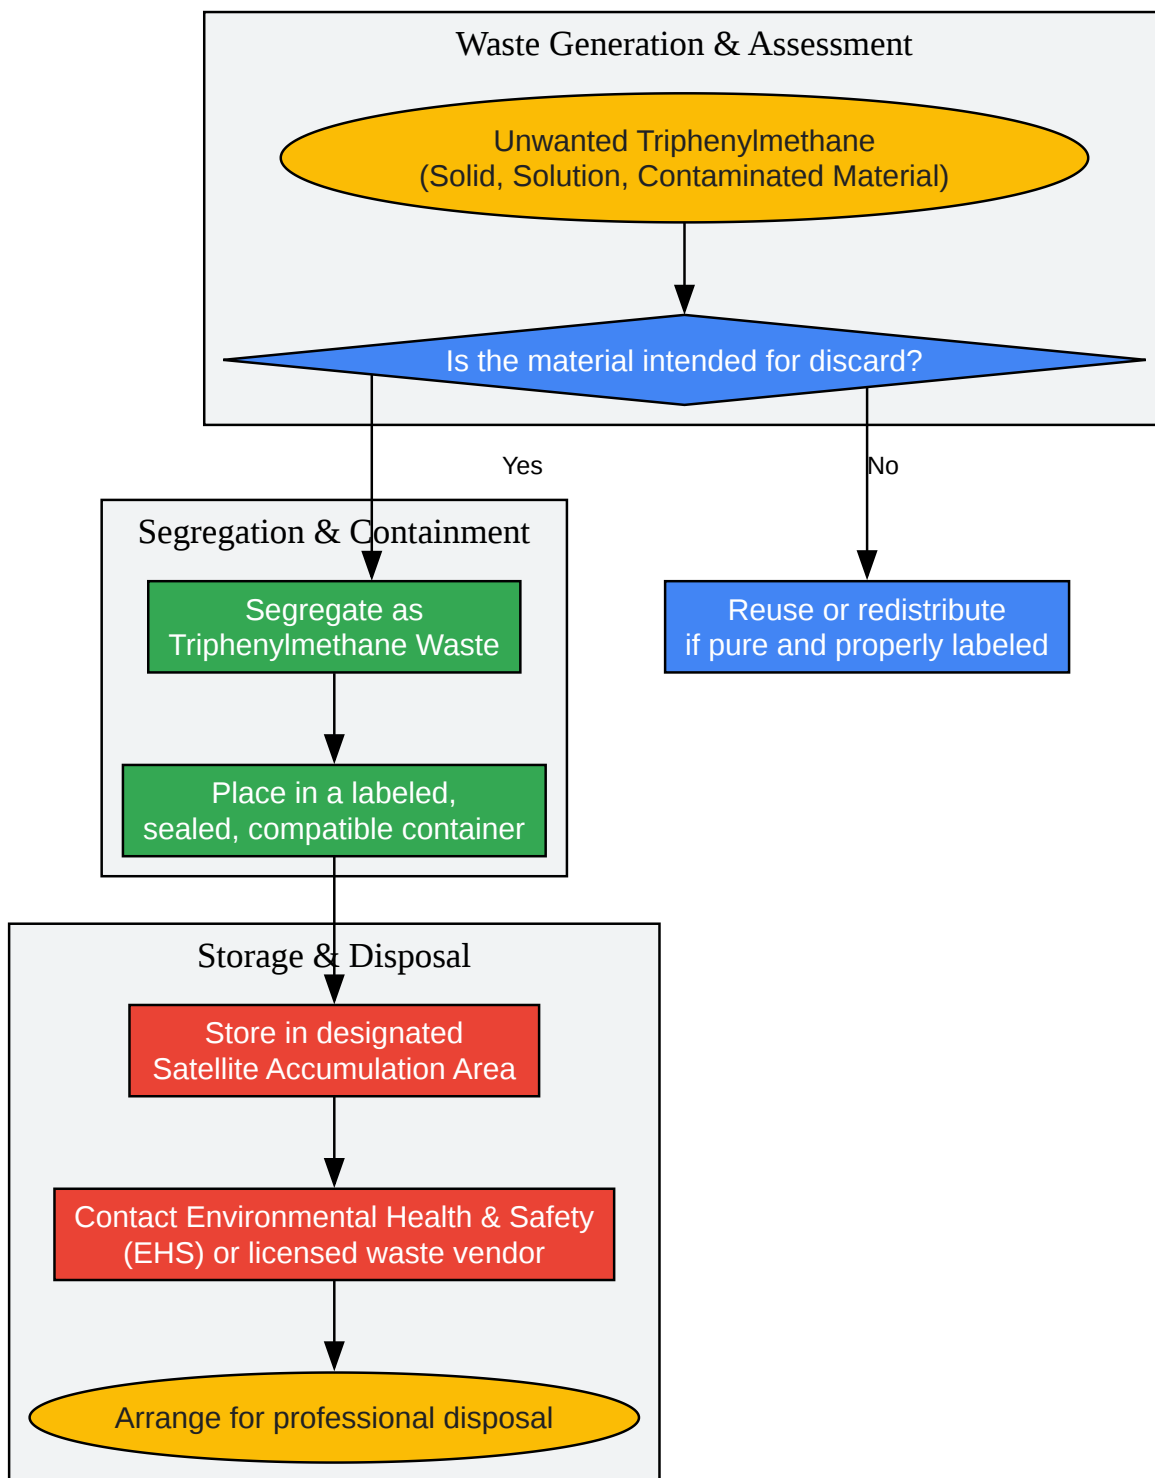 Waste Generation & Assessment
Unwanted Triphenylmethane
(Solid, Solution, Contaminated Material)
Is the material intended for discard?
Yes
No
Segregation & Containment
Segregate as
Triphenylmethane Waste
Reuse or redistribute
if pure and properly labeled
Place in a labeled,
sealed, compatible container
Storage & Disposal
Store in designated
Satellite Accumulation Area
Contact Environmental Health & Safety
(EHS) or licensed waste vendor
Arrange for professional disposal